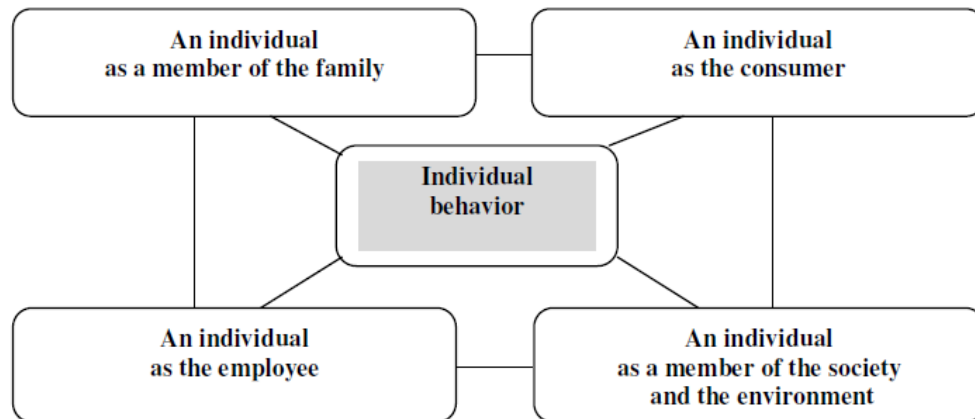 An individual
as a member of the family
An individual
as the consumer
Individual
behavior
An individual
as the employee
An individual
as a member of the society
and the environment